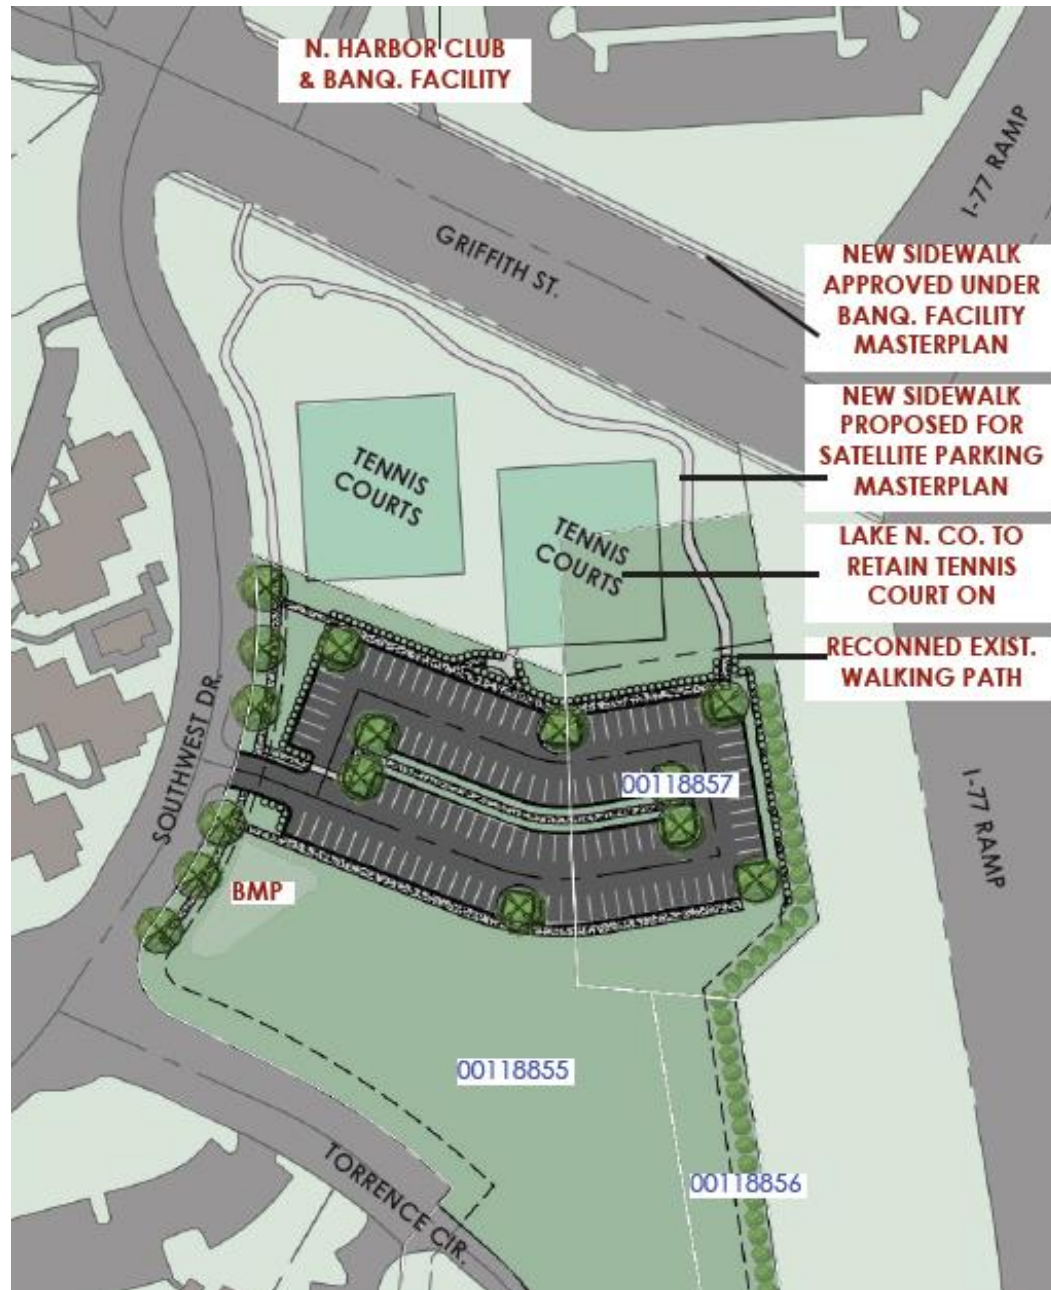 N. HARBOR CLUB
& BANQ. FACILITY
I-77 RAMP
GRIFFITH ST.
NEW SIDEWALK
APPROVED UNDER
BANQ. FACILITY
MASTERPLAN
NEW SIDEWALK
PROPOSED FOR
SATELLITE PARKING
MASTERPLAN
TENNIS
COURTS
TENNIS
COURTS
LAKE N. CO. TO
RETAIN TENNIS
COURT ON
RECONNED EXIST.
WALKING PATH
SOUTHWEST DR.
00118857
I-77 RAMP
BMP
00118855
TORRENCE CIR.
00118856